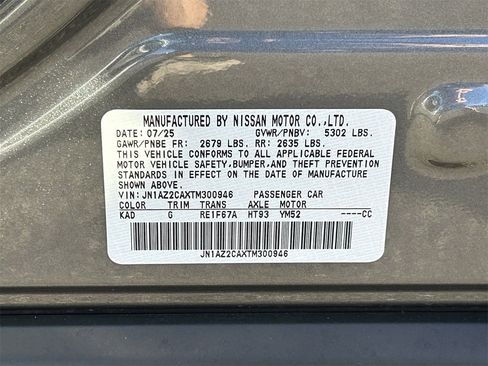 MANUFACTURED BY NISSAN MOTOR CO.,LTD.
DATE: 07/25 GVWR/PNBV: 5302 LBS.
GAWR/PNBE FR: 2679 LBS. RR: 2635 LBS.
THIS VEHICLE CONFORMS TO ALL APPLICABLE FEDERAL
MOTOR VEHICLE SAFETY,BUMPER,AND THEFT PREVENTION
STANDARDS IN EFFECT ON THE DATE OF MANUFACTURE
SHOWN ABOVE.
VIN: JN1AZ2CAXTM300946 PASSENGER CAR
COLOR TRIM TRANS AXLE MOTOR
KAD G RE1F67A HT93 YM52 ----CC
JN1AZ2CAXTM300946